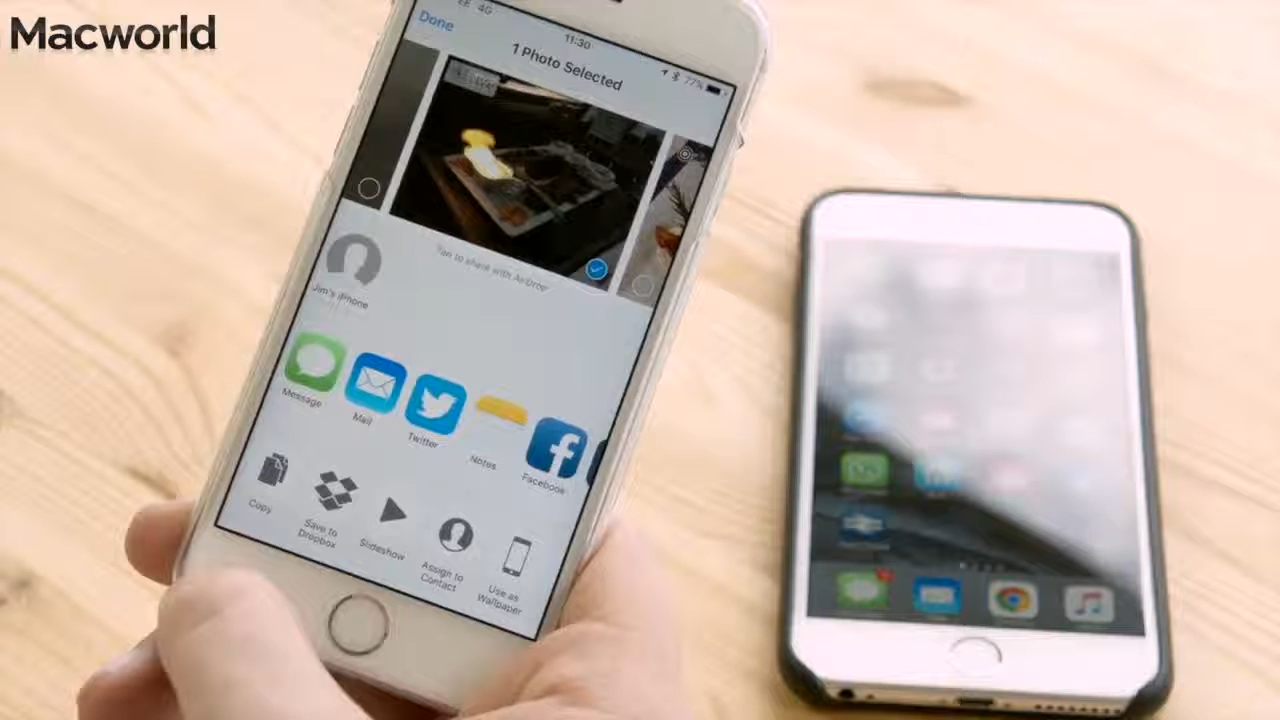 Macworld
EE 4G
11:30
77%
Done
1 Photo Selected
Tap to share with AirDrop
Jim's iPhone
Message
Mail
Twitter
Notes
Facebook
Copy
Save to
Dropbox
Slideshow
Assign to
Contact
Use as
Wallpaper